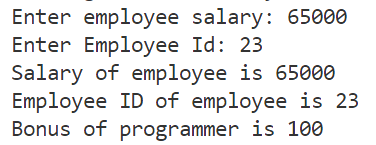 Enter employee salary: 65000
Enter Employee Id: 23
Salary of employee is 65000
Employee ID of employee is 23
Bonus of programmer is 100